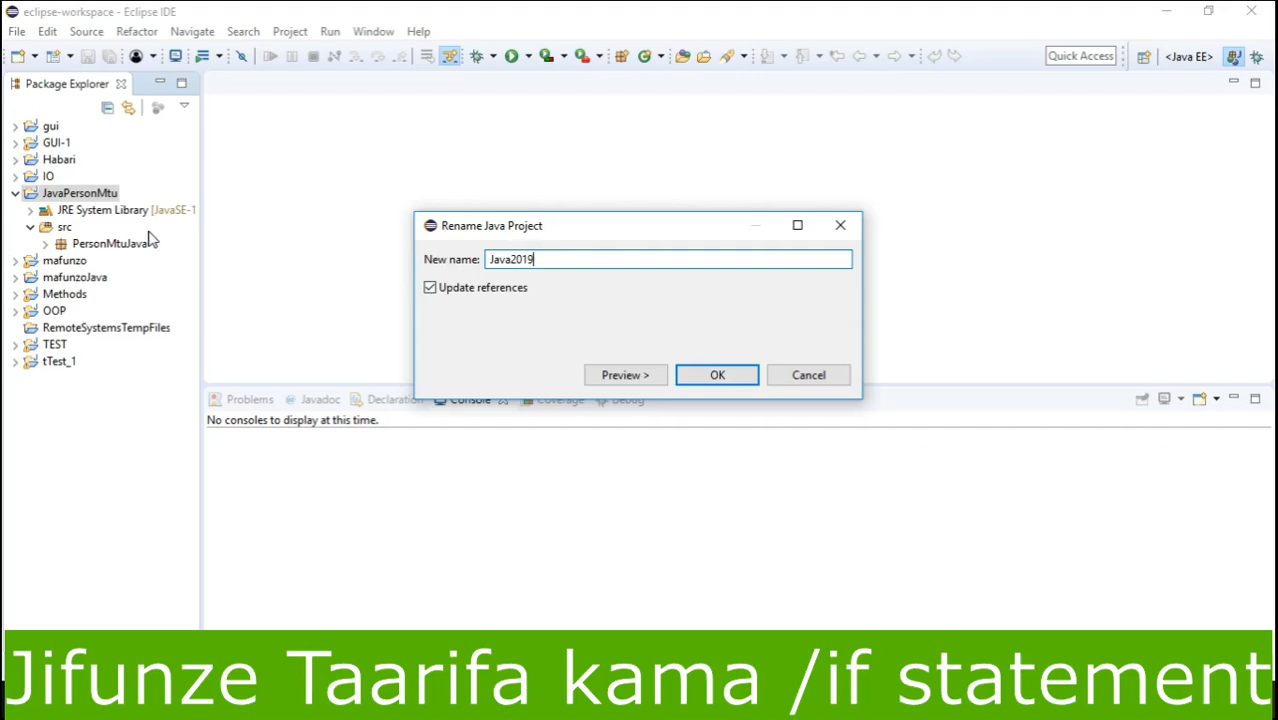 eclipse-workspace - Eclipse IDE
File Edit Source Refactor Navigate Search Project Run Window Help
Quick Access <Java EE>
Package Explorer
gui
GUI-1
Habari
IO
JavaPersonMtu
JRE System Library [JavaSE-1
src
PersonMtuJava
mafunzo
mafunzoJava
Methods
OOP
RemoteSystemsTempFiles
TEST
tTest_1
Rename Java Project
New name: Java2019
Update references
Preview > OK Cancel
Problems Javadoc Declaration Console Coverage Debug
No consoles to display at this time.
Jifunze Taarifa kama /if statement